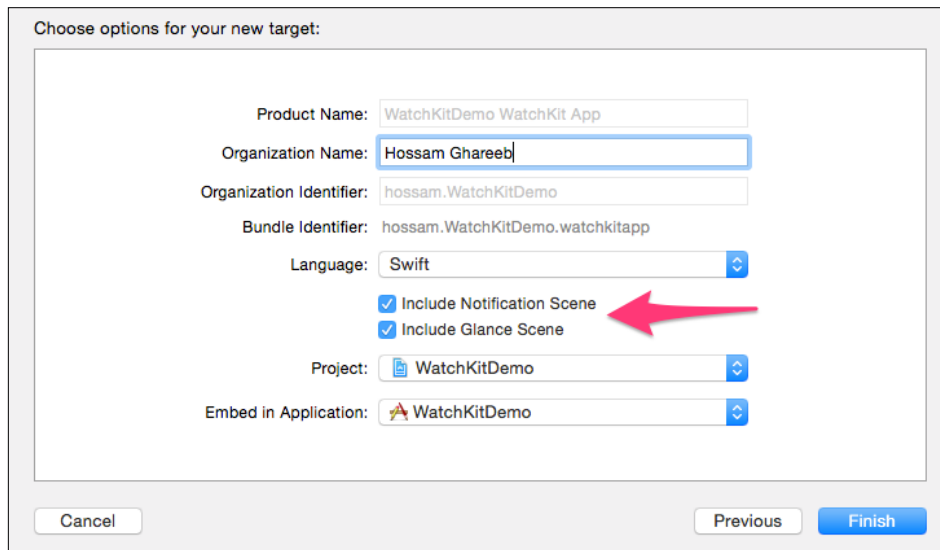 Choose options for your new target:
Product Name: WatchKitDemo WatchKit App
Organization Name: Hossam Ghareeb
Organization Identifier: hossam.WatchKitDemo
Bundle Identifier: hossam.WatchKitDemo.watchkitapp
Language: Swift
Include Notification Scene
Include Glance Scene
Project: WatchKitDemo
Embed in Application: WatchKitDemo
Cancel Previous Finish